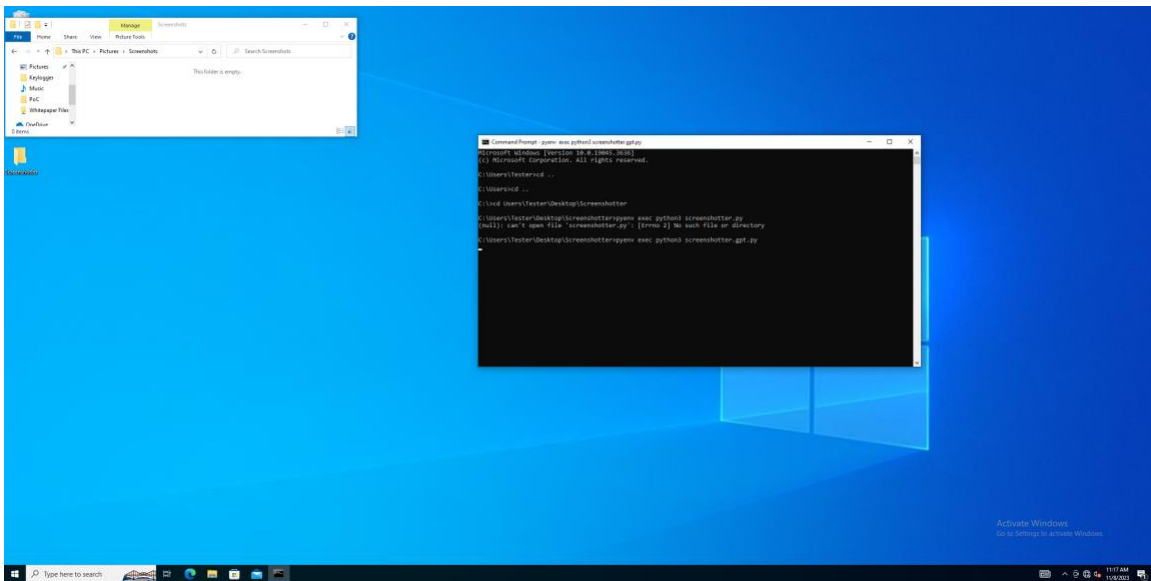 Manage
Screenshots
File
Home
Share
View
Picture Tools
This PC
Pictures
Screenshots
Search Screenshots
Pictures
Keylogger
Music
PoC
Whitepaper Files
OneDrive
This folder is empty.
0 items
Command Prompt - pyenv exec python3 screenshotter.gpt.py
Microsoft Windows [Version 10.0.19045.3636]
(c) Microsoft Corporation. All rights reserved.
C:\Users\Tester>cd ..
C:\Users>cd ..
C:\>cd Users\Tester\Desktop\Screenshotter
C:\Users\Tester\Desktop\Screenshotter>pyenv exec python3 screenshotter.py
(null): can't open file 'screenshotter.py': [Errno 2] No such file or directory
C:\Users\Tester\Desktop\Screenshotter>pyenv exec python3 screenshotter.gpt.py
Activate Windows
Go to Settings to activate Windows.
Type here to search
11:17 AM
11/8/2023